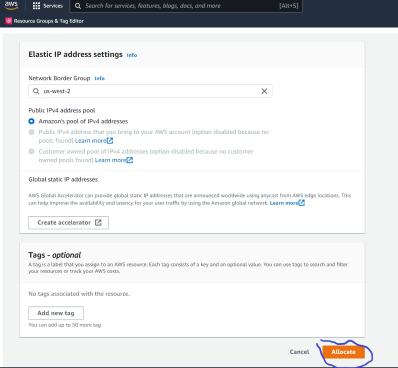 aws
Services
Search for services, features, blogs, docs, and more
[Alt+S]
Resource Groups & Tag Editor
Elastic IP address settings Info
Network Border Group Info
us-west-2
Public IPv4 address pool
Amazon's pool of IPv4 addresses
Public IPv4 address that you bring to your AWS account (option disabled because no
pools found) Learn more
Customer owned pool of IPv4 addresses (option disabled because no customer
owned pools found) Learn more
Global static IP addresses
AWS Global Accelerator can provide global static IP addresses that are announced worldwide using anycast from AWS edge locations. This
can help improve the availability and latency for your user traffic by using the Amazon global network. Learn more
Create accelerator
Tags - optional
A tag is a label that you assign to an AWS resource. Each tag consists of a key and an optional value. You can use tags to search and filter
your resources or track your AWS costs.
No tags associated with the resource.
Add new tag
You can add up to 50 more tag
Cancel
Allocate